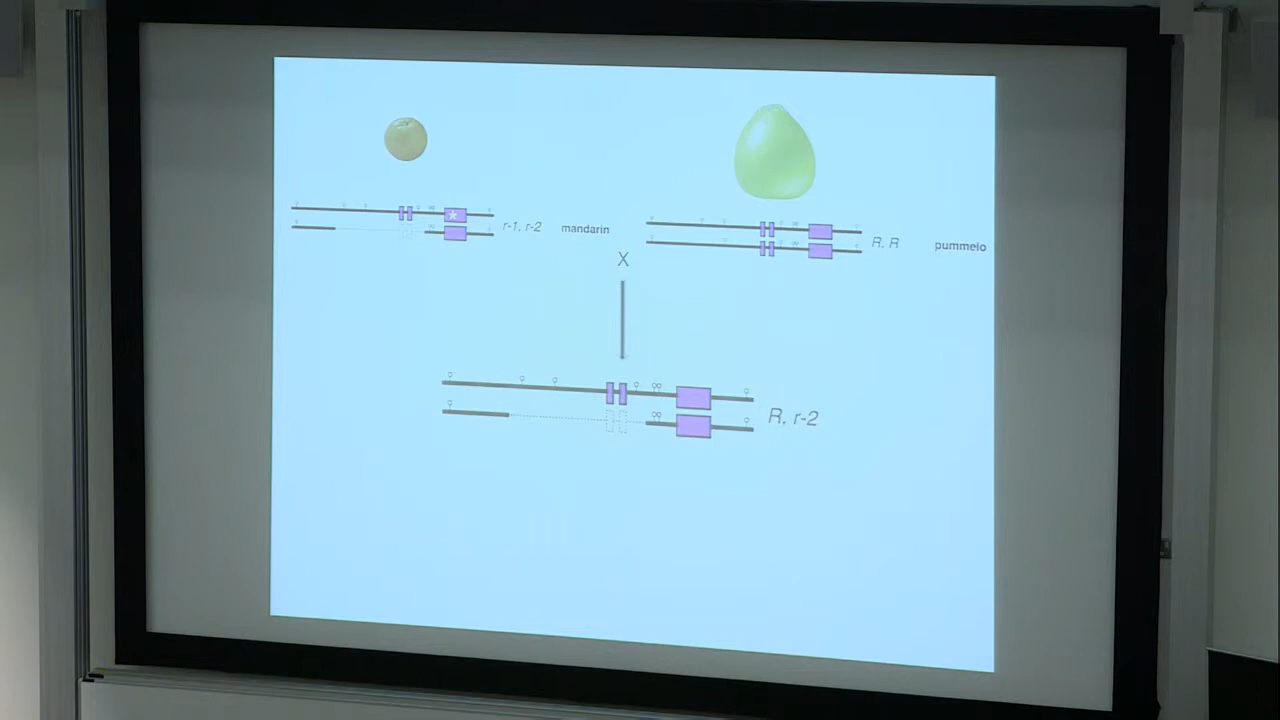 r-1, r-2
mandarin
R, R
pummelo
X
R, r-2